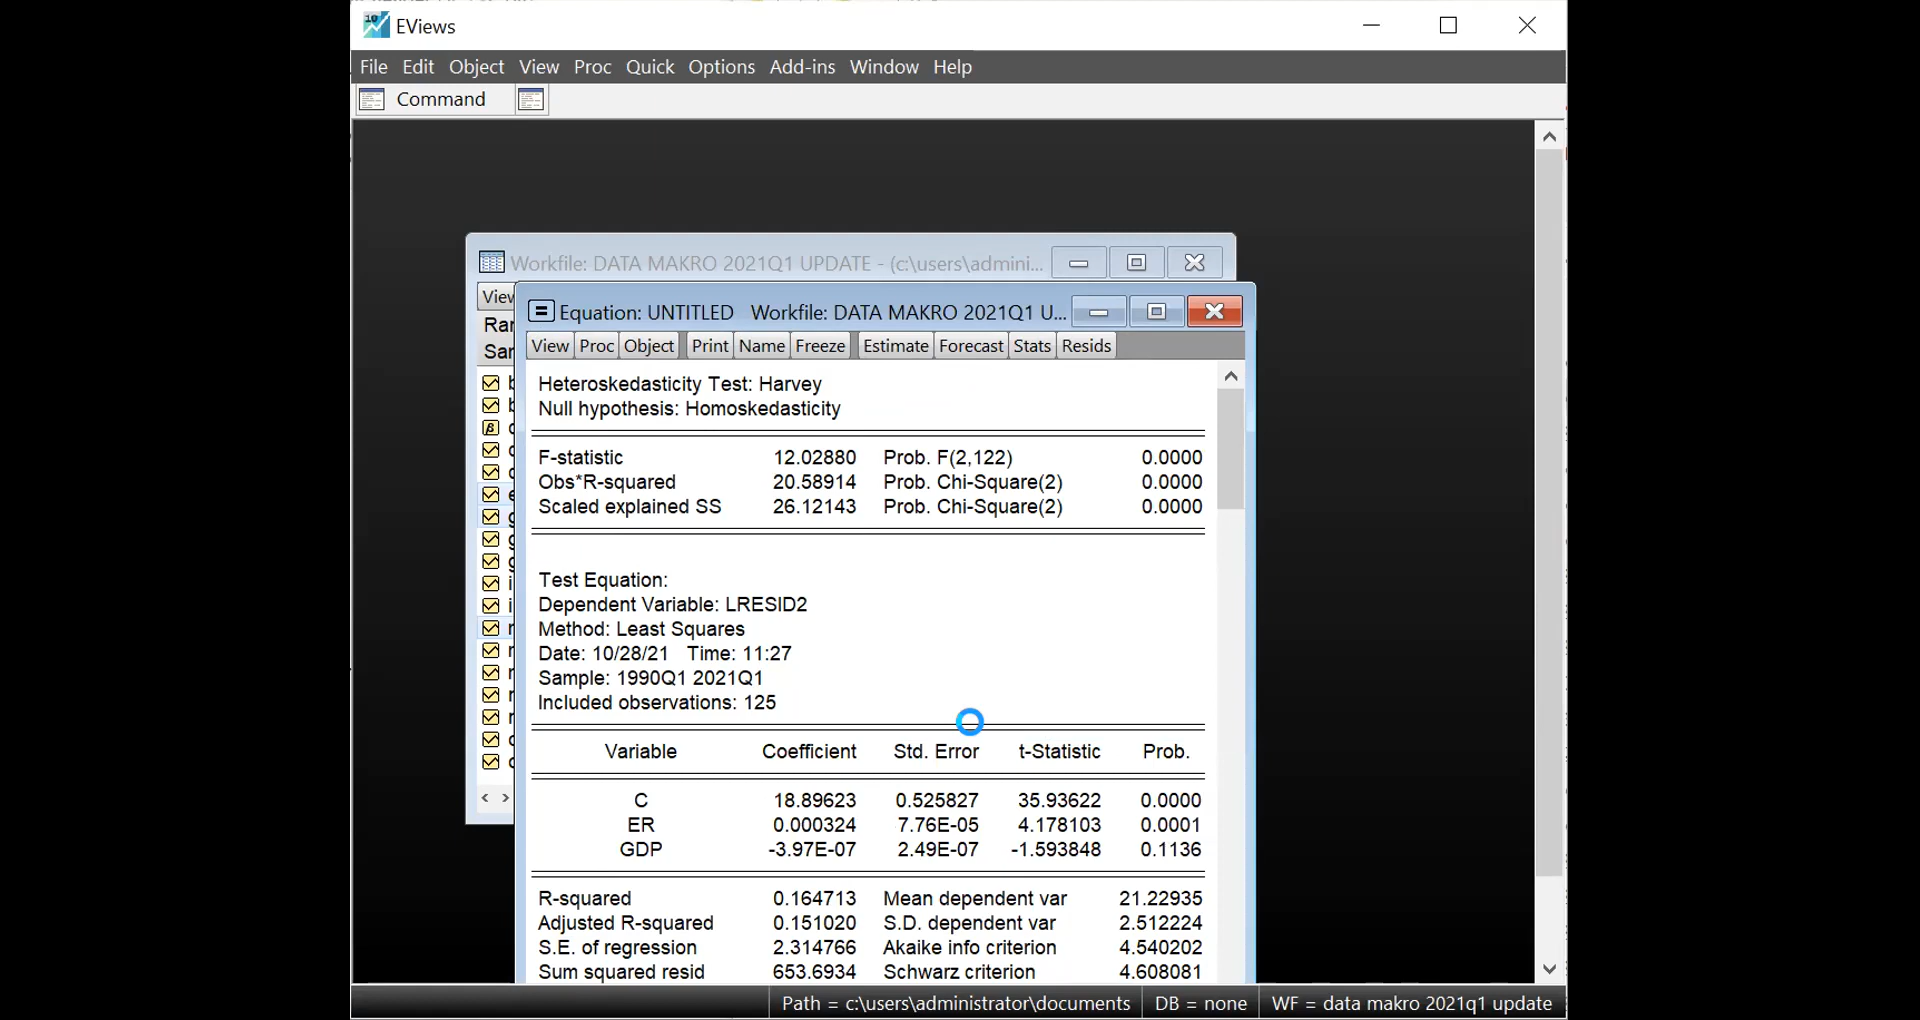 EViews
File Edit Object View Proc Quick Options Add-ins Window Help
Command
Workfile: DATA MAKRO 2021Q1 UPDATE - (c:\users\admini...
View
Equation: UNTITLED Workfile: DATA MAKRO 2021Q1 U...
View Proc Object Print Name Freeze Estimate Forecast Stats Resids
Heteroskedasticity Test: Harvey
Null hypothesis: Homoskedasticity
F-statistic 12.02880 Prob. F(2,122) 0.0000
Obs*R-squared 20.58914 Prob. Chi-Square(2) 0.0000
Scaled explained SS 26.12143 Prob. Chi-Square(2) 0.0000
Test Equation:
Dependent Variable: LRESID2
Method: Least Squares
Date: 10/28/21 Time: 11:27
Sample: 1990Q1 2021Q1
Included observations: 125
Variable Coefficient Std. Error t-Statistic Prob.
C 18.89623 0.525827 35.93622 0.0000
ER 0.000324 7.76E-05 4.178103 0.0001
GDP -3.97E-07 2.49E-07 -1.593848 0.1136
R-squared 0.164713 Mean dependent var 21.22935
Adjusted R-squared 0.151020 S.D. dependent var 2.512224
S.E. of regression 2.314766 Akaike info criterion 4.540202
Sum squared resid 653.6934 Schwarz criterion 4.608081
Path = c:\users\administrator\documents DB = none WF = data makro 2021q1 update